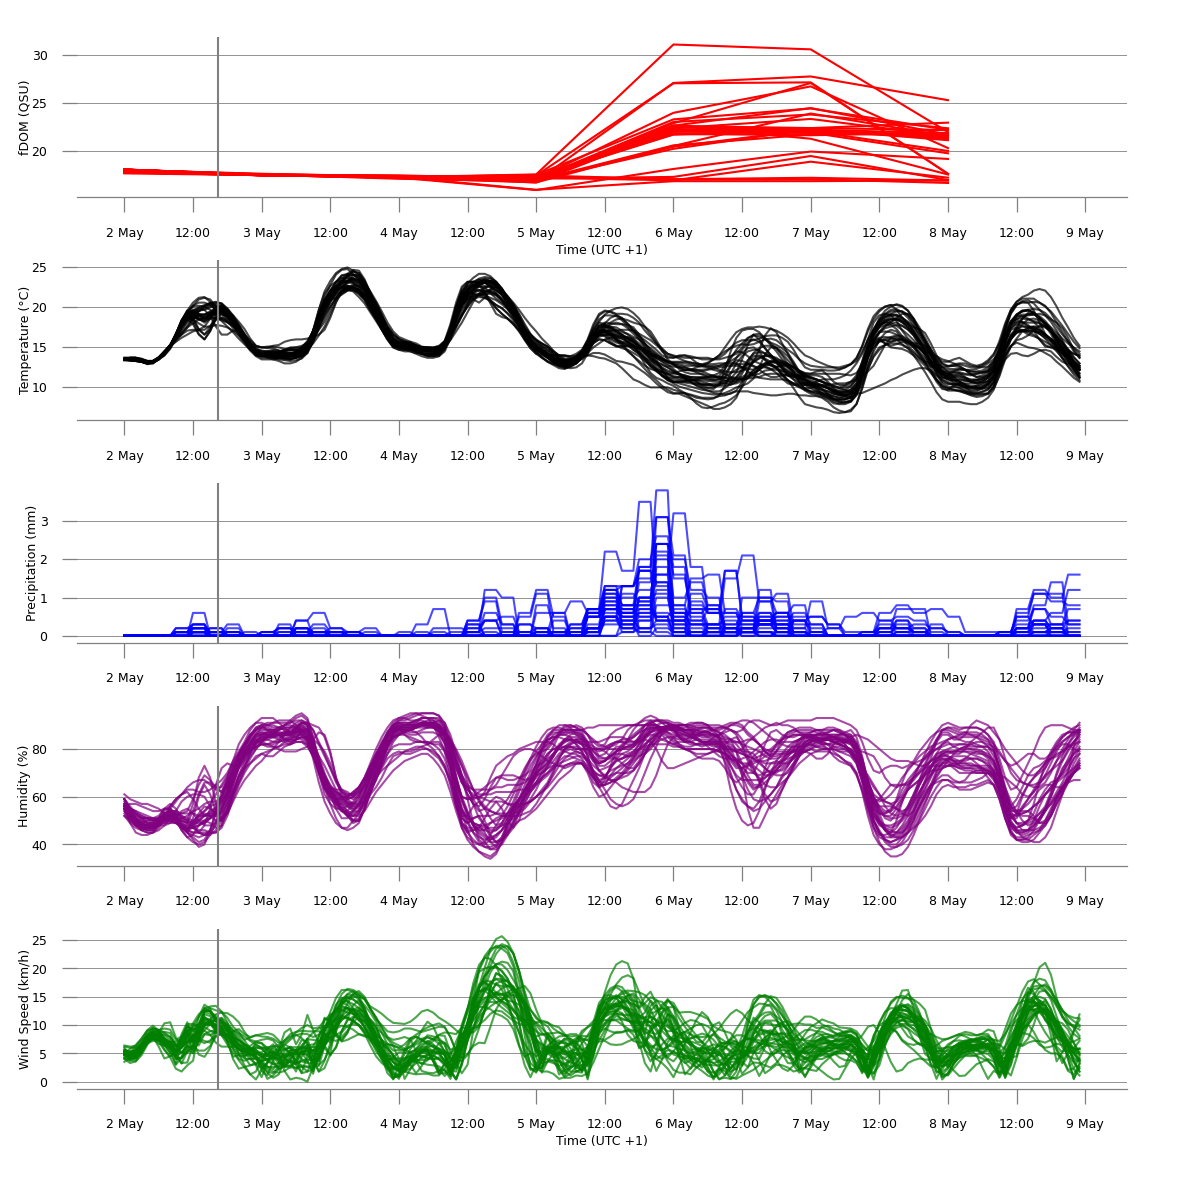 30
25
20
fDOM (QSU)
2 May 12:00 3 May 12:00 4 May 12:00 5 May 12:00 6 May 12:00 7 May 12:00 8 May 12:00 9 May
Time (UTC +1)
25
20
15
10
Temperature (°C)
2 May 12:00 3 May 12:00 4 May 12:00 5 May 12:00 6 May 12:00 7 May 12:00 8 May 12:00 9 May
3
2
1
0
Precipitation (mm)
2 May 12:00 3 May 12:00 4 May 12:00 5 May 12:00 6 May 12:00 7 May 12:00 8 May 12:00 9 May
80
60
40
Humidity (%)
2 May 12:00 3 May 12:00 4 May 12:00 5 May 12:00 6 May 12:00 7 May 12:00 8 May 12:00 9 May
25
20
15
10
5
0
Wind Speed (km/h)
2 May 12:00 3 May 12:00 4 May 12:00 5 May 12:00 6 May 12:00 7 May 12:00 8 May 12:00 9 May
Time (UTC +1)